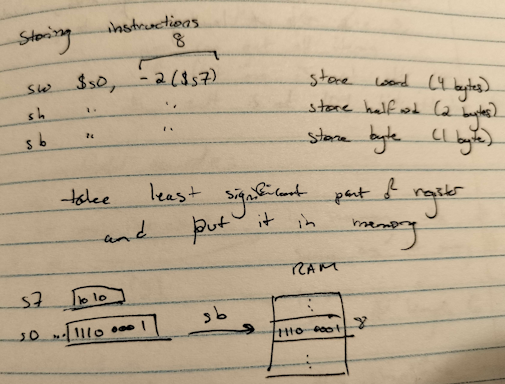 Storing instructions
8
sw $s0, -2($s7) store word (4 bytes)
sh " " store half wd (2 bytes)
sb " " store byte (1 byte)
take least significant part of register
and put it in memory
RAM
s7 1010
s0 ...1110 0001 sb 1110 0001 8